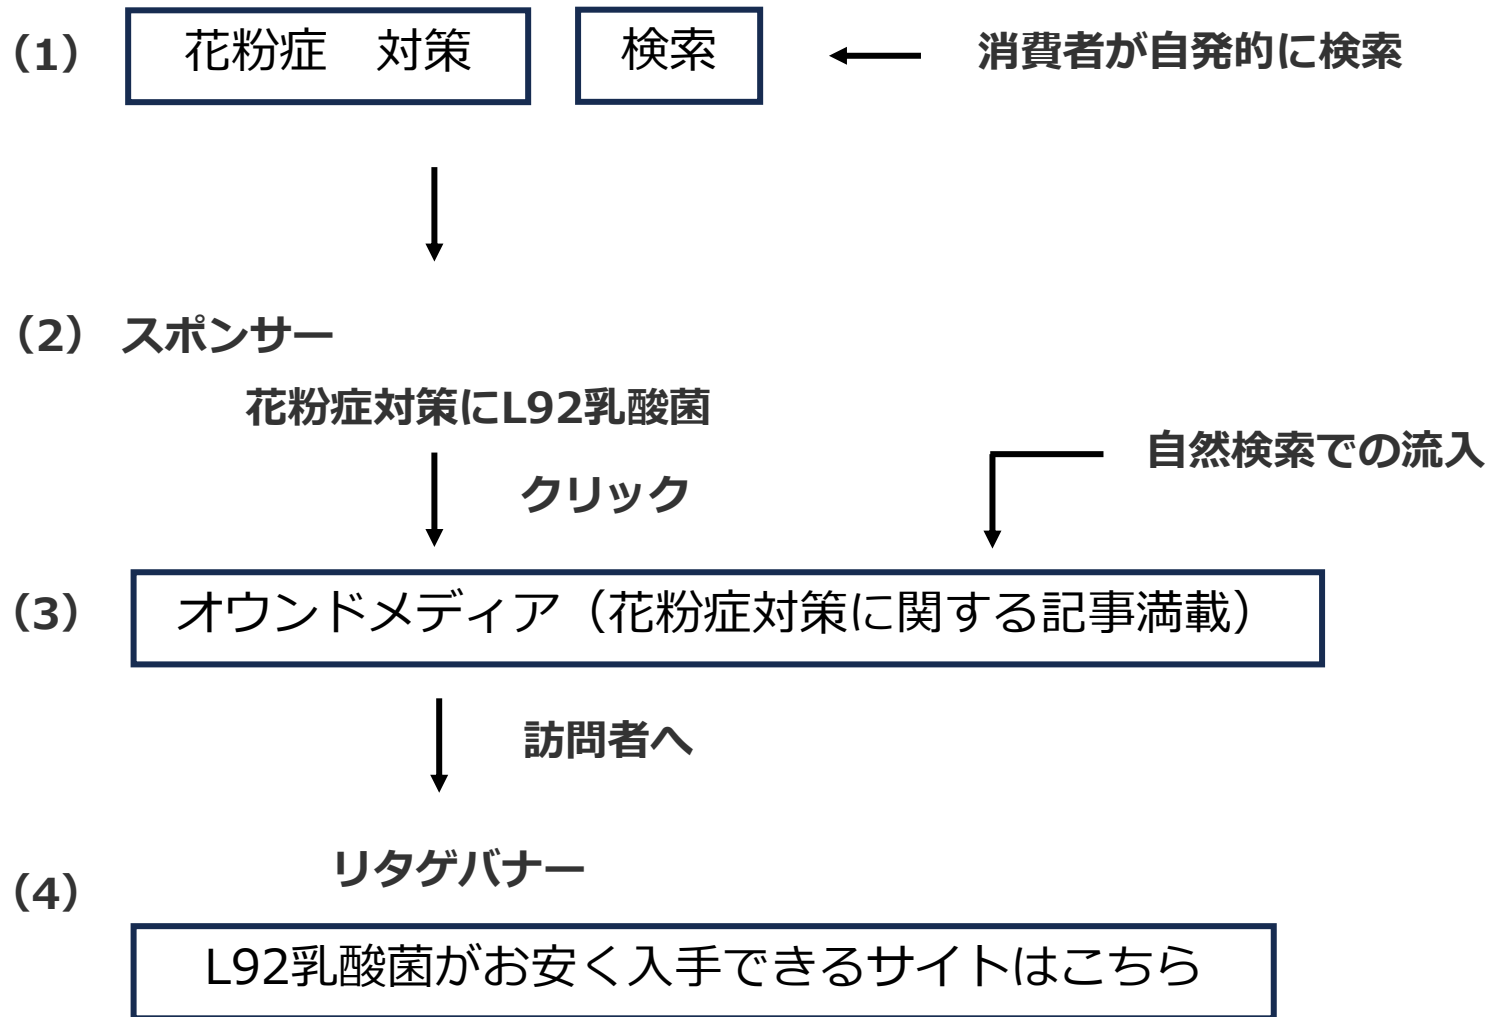 (1) 花粉症 対策 検索 消費者が自発的に検索
(2) スポンサー
花粉症対策にL92乳酸菌
自然検索での流入
クリック
(3) オウンドメディア（花粉症対策に関する記事満載）
訪問者へ
リタゲバナー
(4)
L92乳酸菌がお安く入手できるサイトはこちら